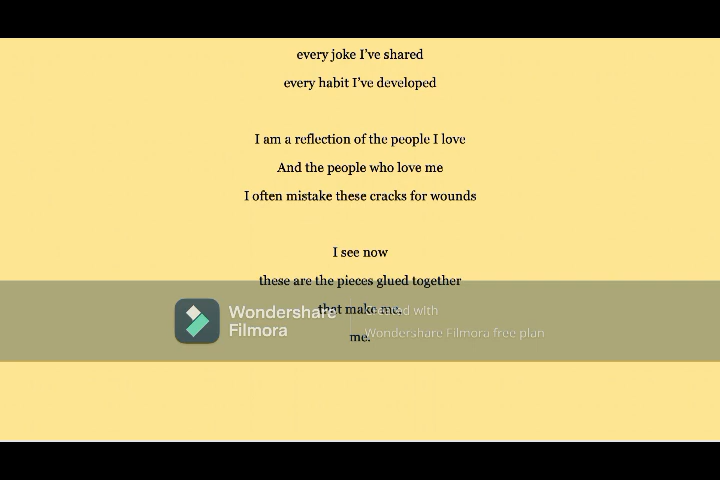 every joke I've shared
every habit I've developed
I am a reflection of the people I love
And the people who love me
I often mistake these cracks for wounds
I see now
these are the pieces glued together
that make me,
me.
Wondershare
Filmora
Created with
Wondershare Filmora free plan